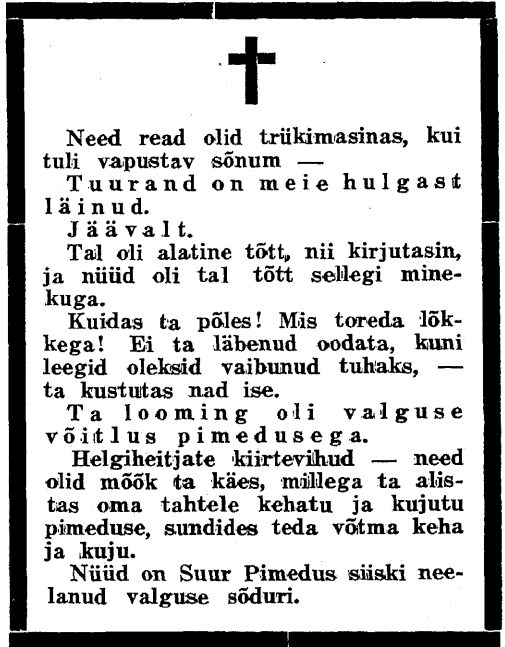 Need read olid trükimasinas, kui
tuli vapustav sõnum —
Tuurand on meie hulgast
läinud.
Jäävalt.
Tal oli alatine tõtt, nii kirjutasin,
ja nüüd oli tal tõtt sellegi mine-
kuga.
Kuidas ta põles! Mis toreda lõk-
kega! Ei ta läbenud oodata, kuni
leegid oleksid vaibunud tuhaks, —
ta kustutas nad ise.
Ta looming oli valguse
võitlus pimedusega.
Helgiheitjate kiirtevihud — need
olid mõõk ta käes, millega ta alis-
tas oma tahtele kehatu ja kujutu
pimeduse, sundides teda võtma keha
ja kuju.
Nüüd on Suur Pimedus siiski nee-
lanud valguse sõduri.